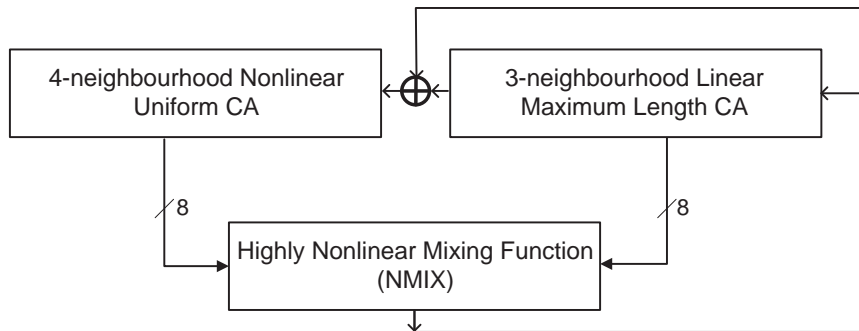 4-neighbourhood Nonlinear
Uniform CA
3-neighbourhood Linear
Maximum Length CA
8
8
Highly Nonlinear Mixing Function
(NMIX)